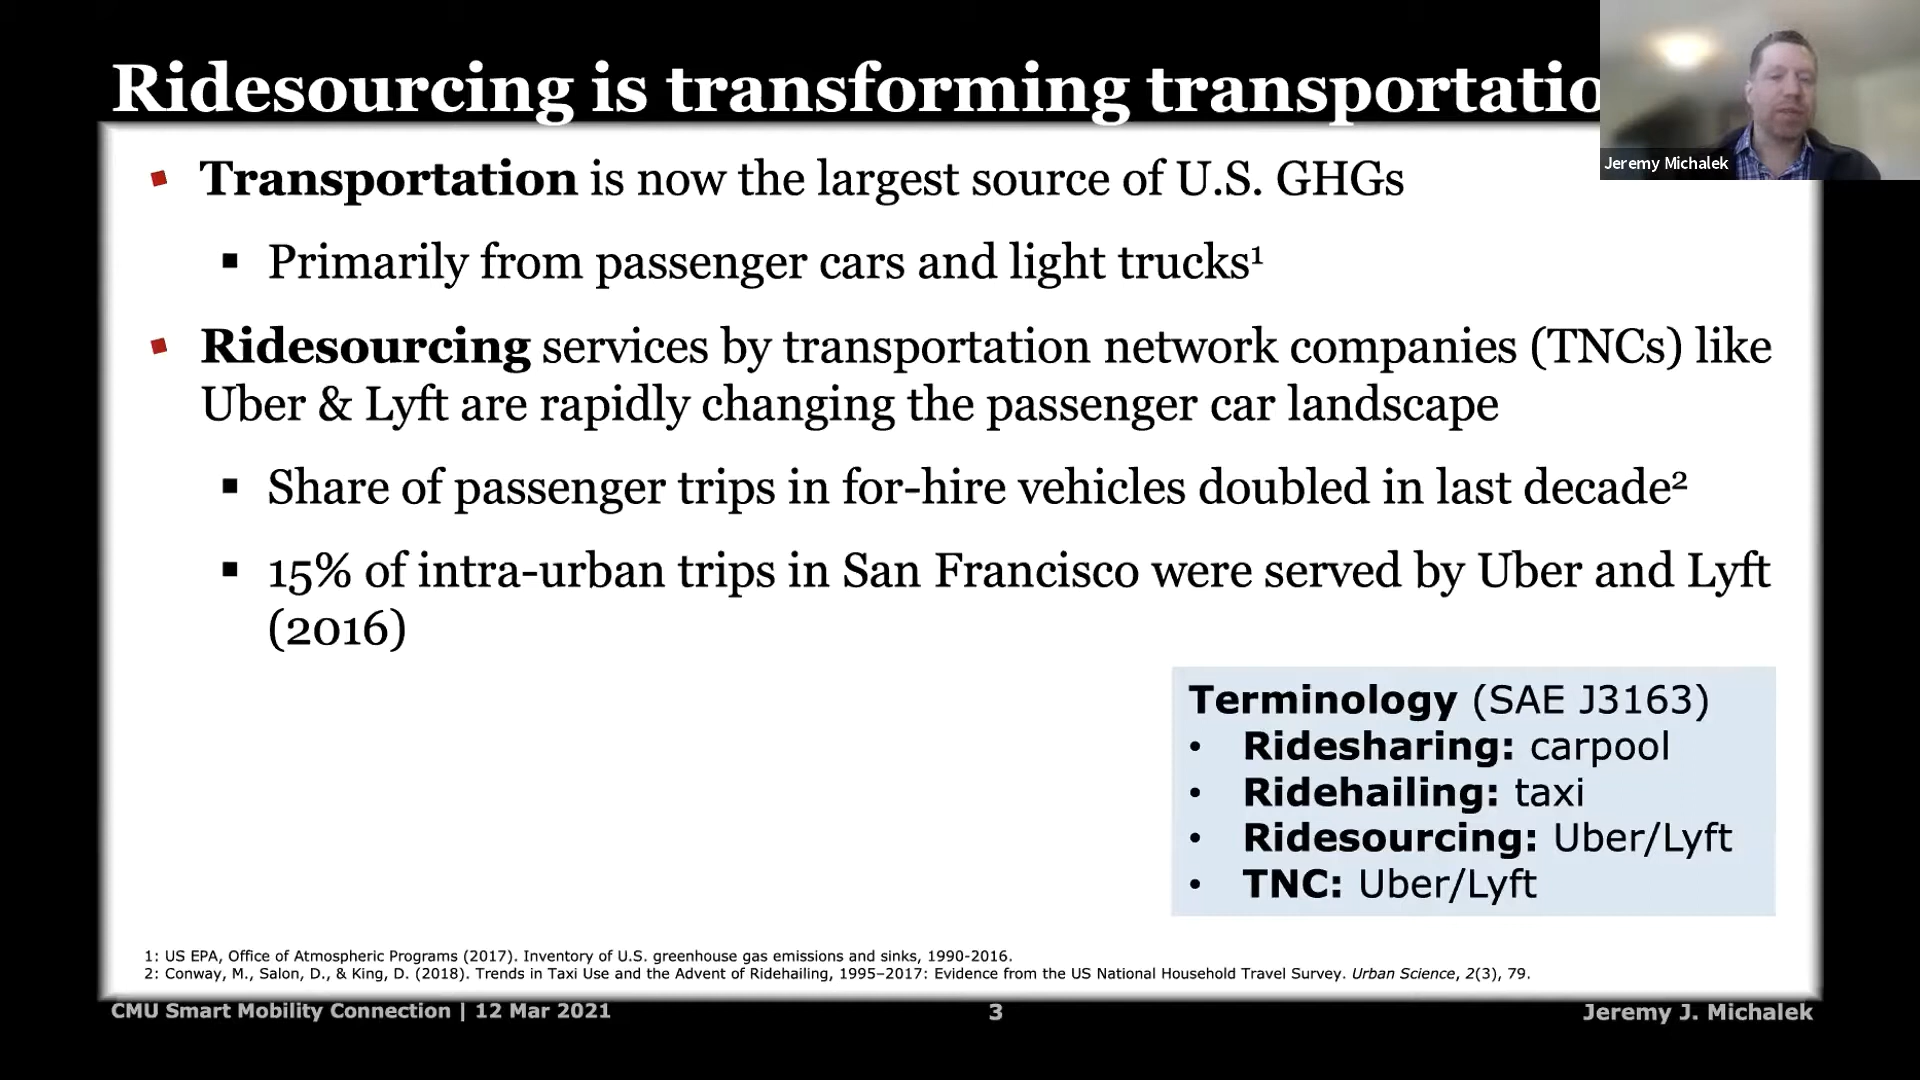 Ridesourcing is transforming transportatio
Jeremy Michalek
▪ Transportation is now the largest source of U.S. GHGs
▪ Primarily from passenger cars and light trucks¹
▪ Ridesourcing services by transportation network companies (TNCs) like
Uber & Lyft are rapidly changing the passenger car landscape
▪ Share of passenger trips in for-hire vehicles doubled in last decade²
▪ 15% of intra-urban trips in San Francisco were served by Uber and Lyft
(2016)
Terminology (SAE J3163)
• Ridesharing: carpool
• Ridehailing: taxi
• Ridesourcing: Uber/Lyft
• TNC: Uber/Lyft
1: US EPA, Office of Atmospheric Programs (2017). Inventory of U.S. greenhouse gas emissions and sinks, 1990-2016.
2: Conway, M., Salon, D., & King, D. (2018). Trends in Taxi Use and the Advent of Ridehailing, 1995–2017: Evidence from the US National Household Travel Survey. Urban Science, 2(3), 79.
CMU Smart Mobility Connection | 12 Mar 2021
3
Jeremy J. Michalek